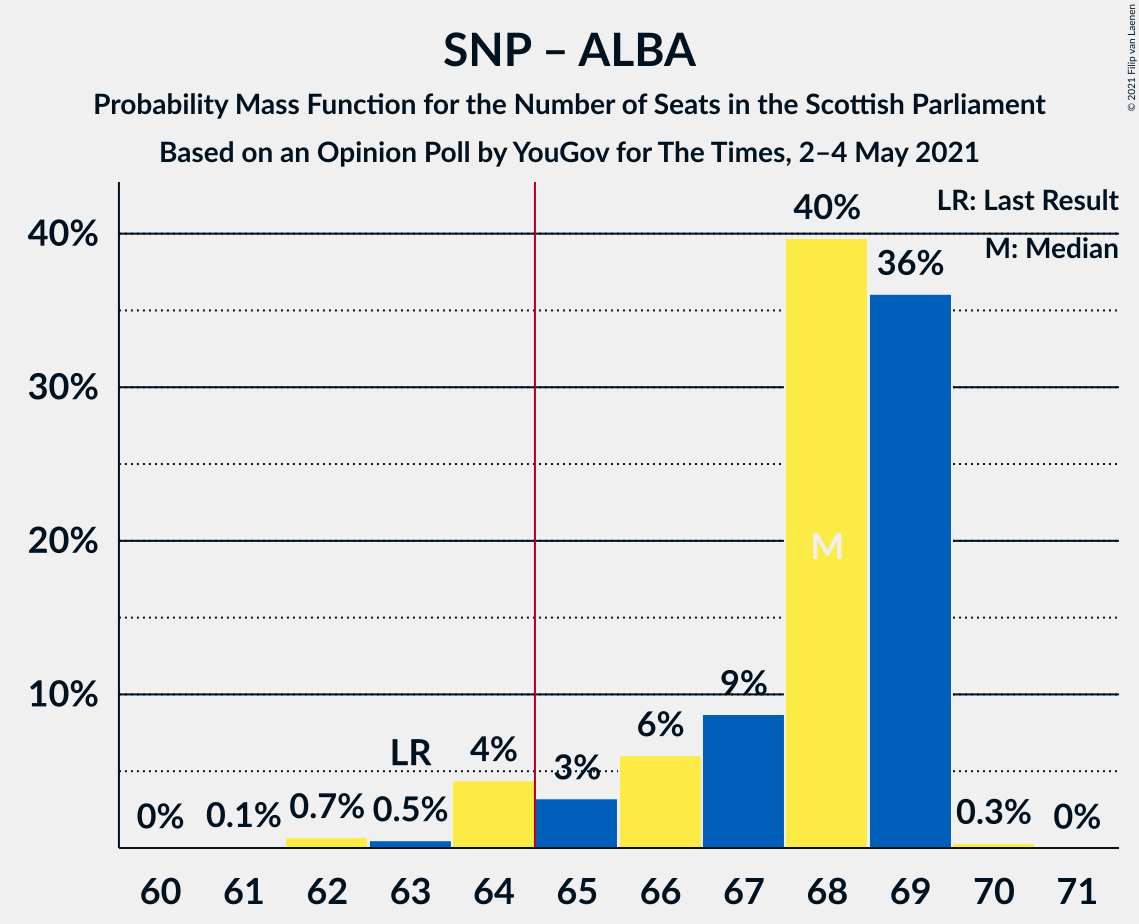 SNP – ALBA
Probability Mass Function for the Number of Seats in the Scottish Parliament
Based on an Opinion Poll by YouGov for The Times, 2–4 May 2021
© 2021 Filip van Laenen
LR: Last Result
M: Median
40%
30%
20%
10%
0%
0.1%
0.7%
0.5%
LR
4%
3%
6%
9%
40%
M
36%
0.3%
0%
60 61 62 63 64 65 66 67 68 69 70 71